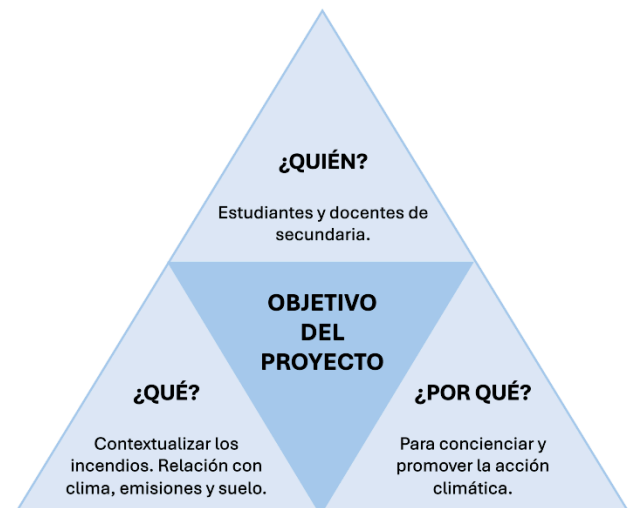 ¿QUIÉN?
Estudiantes y docentes de
secundaria.
OBJETIVO
DEL
PROYECTO
¿QUÉ?
Contextualizar los
incendios. Relación con
clima, emisiones y suelo.
¿POR QUÉ?
Para concienciar y
promover la acción
climática.